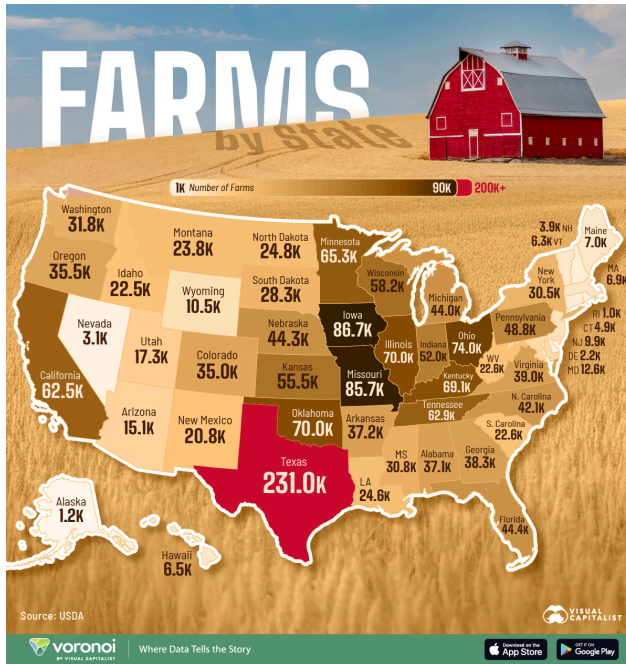 FARMS
by State
1K Number of Farms 90K 200K+
Washington
31.8K
Oregon
35.5K
Idaho
22.5K
Montana
23.8K
North Dakota
24.8K
Minnesota
65.3K
Wisconsin
58.2K
Michigan
44.0K
3.9K NH
6.3K VT
Maine
7.0K
New
York
30.5K
MA
6.9K
RI 1.0K
CT 4.9K
NJ 9.9K
DE 2.2K
MD 12.6K
Wyoming
10.5K
South Dakota
28.3K
Nebraska
44.3K
Iowa
86.7K
Illinois
70.0K
Indiana
52.0K
Ohio
74.0K
Pennsylvania
48.8K
WV
22.6K
Virginia
39.0K
Nevada
3.1K
Utah
17.3K
Colorado
35.0K
Kansas
55.5K
Missouri
85.7K
Kentucky
69.1K
California
62.5K
Tennessee
62.9K
N. Carolina
42.1K
S. Carolina
22.6K
Arizona
15.1K
New Mexico
20.8K
Oklahoma
70.0K
Arkansas
37.2K
MS
30.8K
Alabama
37.1K
Georgia
38.3K
Texas
231.0K
LA
24.6K
Florida
44.4K
Alaska
1.2K
Hawaii
6.5K
Source: USDA
VISUAL
CAPITALIST
voronoi
BY VISUAL CAPITALIST
Where Data Tells the Story
Download on the
App Store
GET IT ON
Google Play